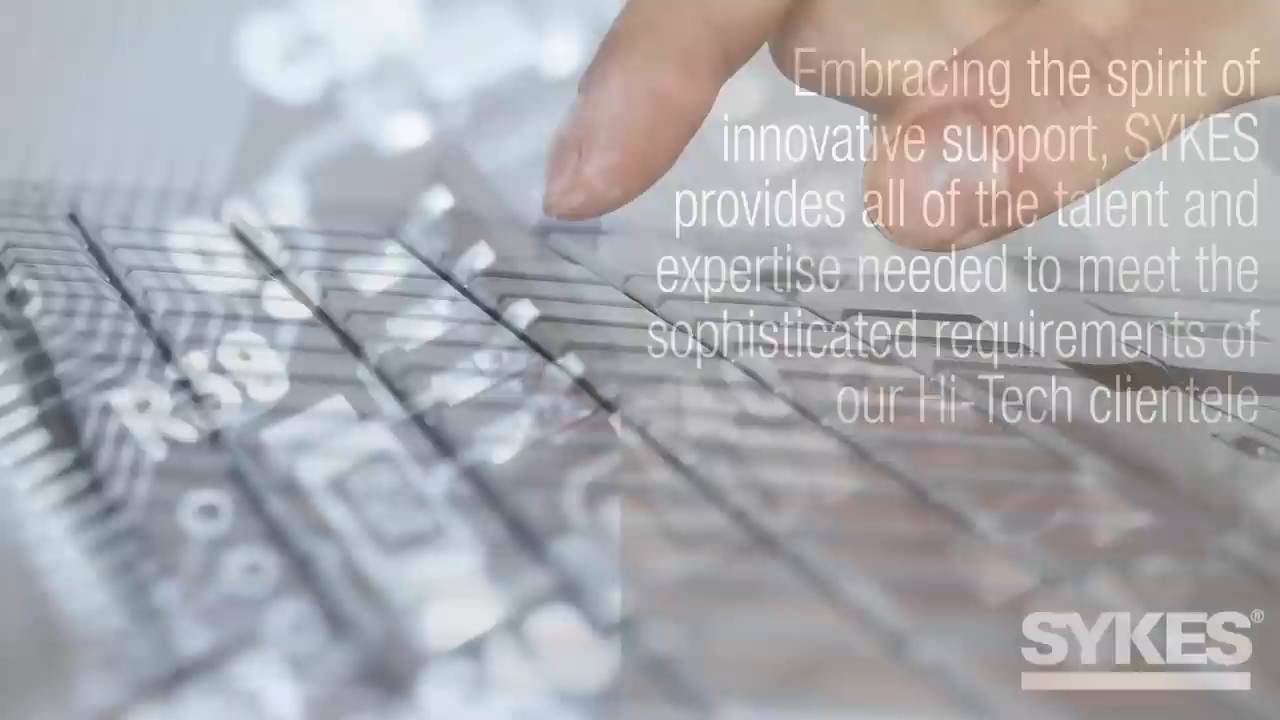 Embracing the spirit of
innovative support, SYKES
provides all of the talent and
expertise needed to meet the
sophisticated requirements of
our Hi-Tech clientele
SYKES®